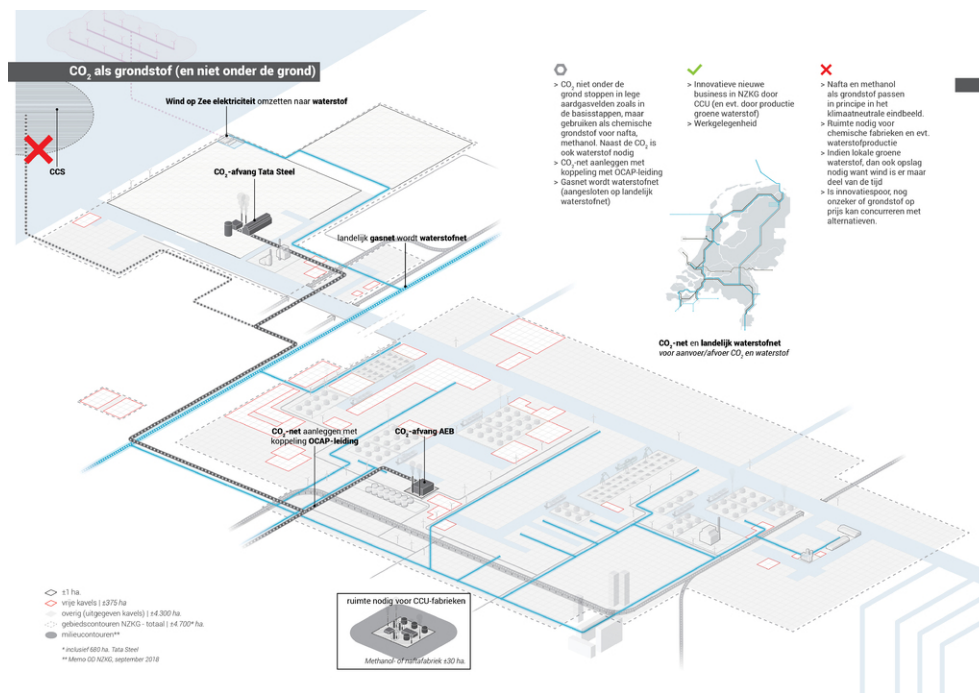 CO₂ als grondstof (en niet onder de grond)
Wind op Zee elektriciteit omzetten naar waterstof
CCS
CO₂-afvang Tata Steel
landelijk gasnet wordt waterstofnet
> CO₂ niet onder de
grond stoppen in lege
aardgasvelden zoals in
de basisstappen, maar
gebruiken als chemische
grondstof voor nafta,
methanol. Naast de CO₂ is
ook waterstof nodig
> CO₂-net aanleggen met
koppeling met OCAP-leiding
> Gasnet wordt waterstofnet
(aangesloten op landelijk
waterstofnet)
> Innovatieve nieuwe
business in NZKG door
CCU (en evt. door productie
groene waterstof)
> Werkgelegenheid
> Nafta en methanol
als grondstof passen
in principe in het
klimaatneutrale eindbeeld.
> Ruimte nodig voor
chemische fabrieken en evt.
waterstofproductie
> Indien lokale groene
waterstof, dan ook opslag
nodig want wind is er maar
deel van de tijd
> Is innovatiespoor, nog
onzeker of grondstof op
prijs kan concurreren met
alternatieven.
CO₂-net en landelijk waterstofnet
voor aanvoer/afvoer CO₂ en waterstof
CO₂-net aanleggen met
koppeling OCAP-leiding
CO₂-afvang AEB
±1 ha.
vrije kavels | ±375 ha
overig (uitgegeven kavels) | ±4.300 ha.
gebiedscontouren NZKG - totaal | ±4.700* ha.
milieucontouren**
* inclusief 680 ha. Tata Steel
** Memo OD NZKG, september 2018
ruimte nodig voor CCU-fabrieken
Methanol- of naftafabriek ±30 ha.